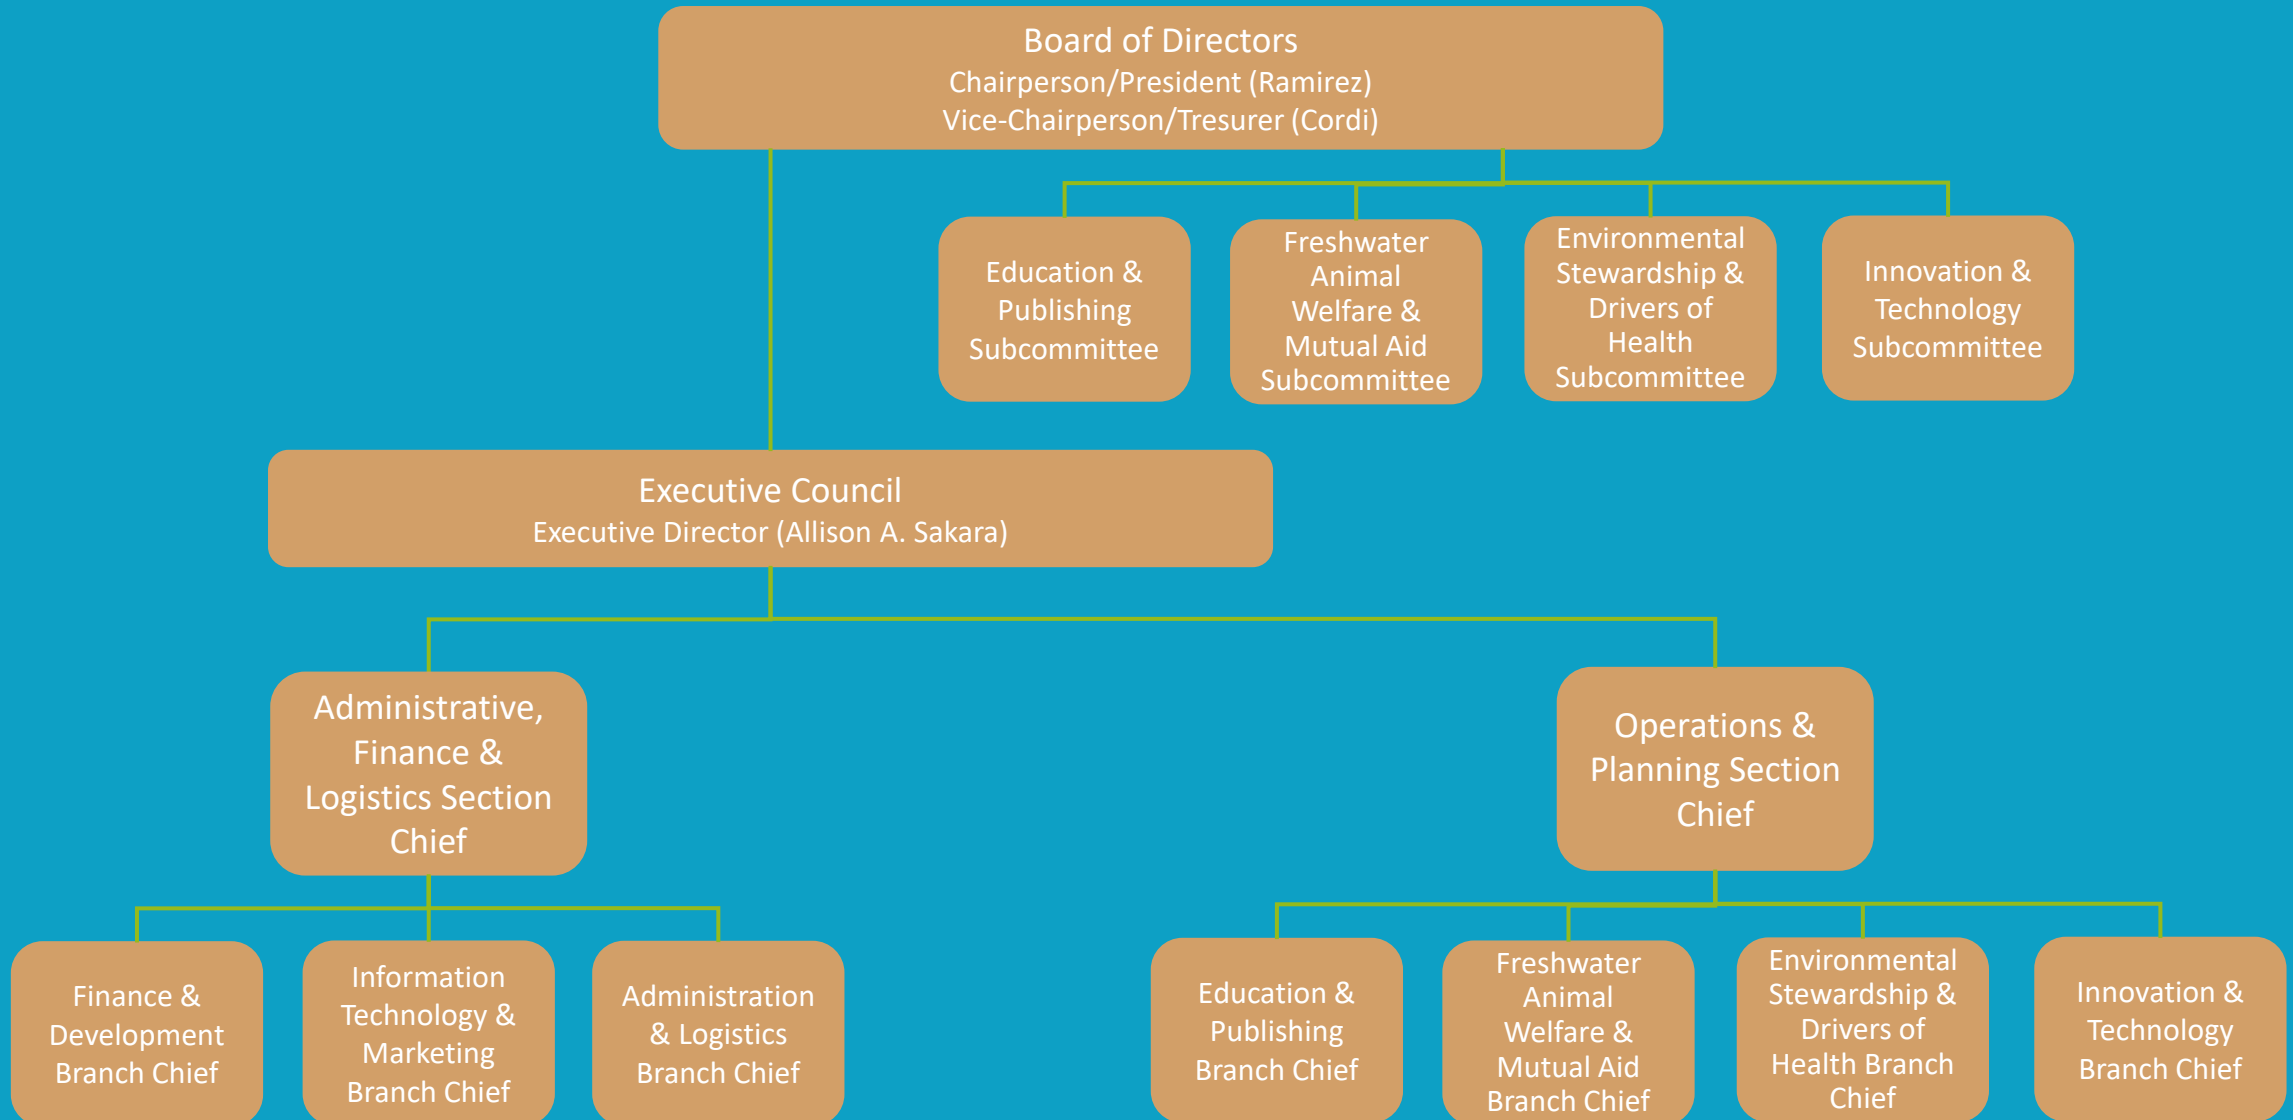 Board of Directors
Chairperson/President (Ramirez)
Vice-Chairperson/Tresurer (Cordi)
Education &
Publishing
Subcommittee
Freshwater
Animal
Welfare &
Mutual Aid
Subcommittee
Environmental
Stewardship &
Drivers of
Health
Subcommittee
Innovation &
Technology
Subcommittee
Executive Council
Executive Director (Allison A. Sakara)
Administrative,
Finance &
Logistics Section
Chief
Operations &
Planning Section
Chief
Finance &
Development
Branch Chief
Information
Technology &
Marketing
Branch Chief
Administration
& Logistics
Branch Chief
Education &
Publishing
Branch Chief
Freshwater
Animal
Welfare &
Mutual Aid
Branch Chief
Environmental
Stewardship &
Drivers of
Health Branch
Chief
Innovation &
Technology
Branch Chief